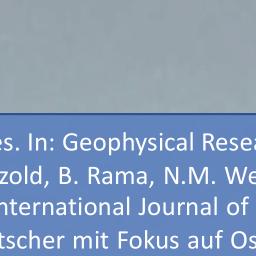 es. In: Geophysical Resea
zold, B. Rama, N.M. We
nternational Journal of
tscher mit Fokus auf Os